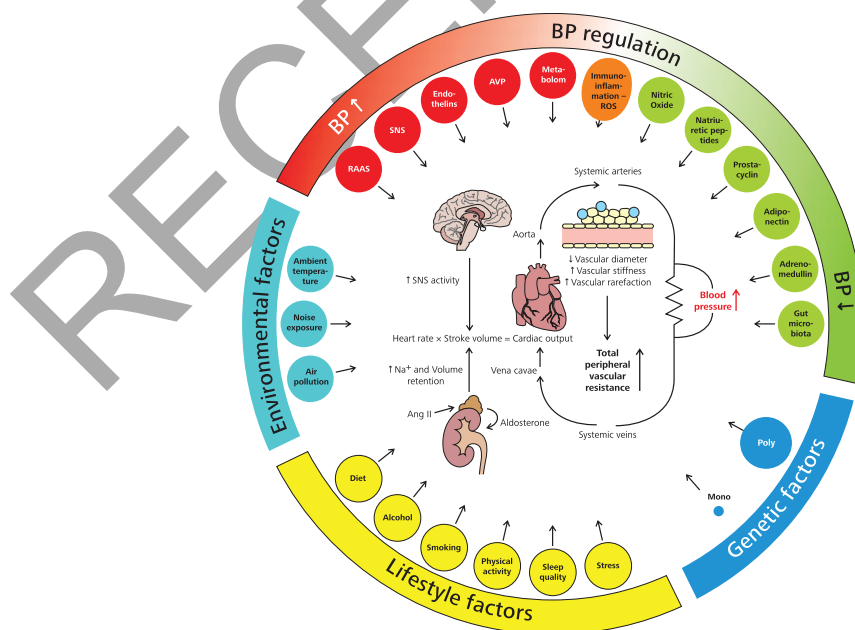 RECE
BP regulation
BP ↑
BP ↓
RAAS
SNS
Endo-
thelins
AVP
Meta-
bolom
Immuno-
inflam-
mation –
ROS
Nitric
Oxide
Natriu-
retic pep-
tides
Prosta-
cyclin
Adipo-
nectin
Adreno-
medullin
Gut
micro-
biota
Environmental factors
Ambient
tempera-
ture
Noise
exposure
Air
pollution
Systemic arteries
Aorta
↑ SNS activity
↓ Vascular diameter
↑ Vascular stiffness
↑ Vascular rarefaction
Blood
pressure ↑
Heart rate × Stroke volume = Cardiac output
↑ Na⁺ and Volume
retention
Vena cavae
Total
peripheral
vascular
resistance
Ang II
Aldosterone
Systemic veins
Poly
Mono
Genetic factors
Diet
Alcohol
Smoking
Physical
activity
Sleep
quality
Stress
Lifestyle factors